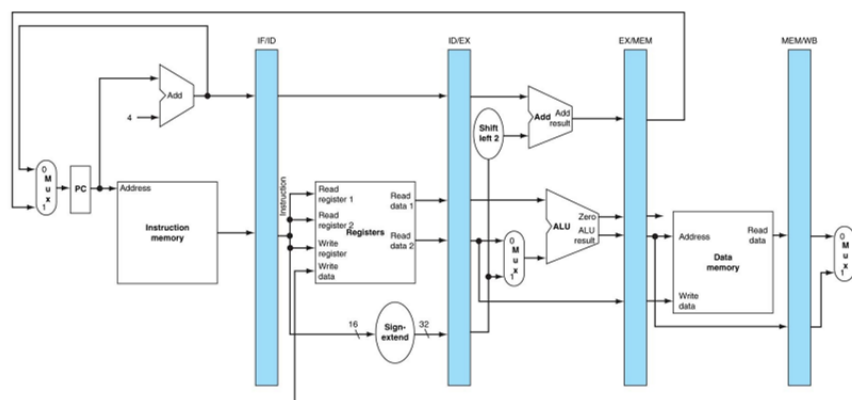 IF/ID
ID/EX
EX/MEM
MEM/WB
Add
4
0
M
u
x
1
PC
Address
Instruction
memory
Instruction
Read
register 1
Read
register 2
Write
register
Write
data
Registers
Read
data 1
Read
data 2
16
Sign-
extend
32
Shift
left 2
Add
Add
result
0
M
u
x
1
ALU
Zero
ALU
result
Address
Read
data
Data
memory
Write
data
0
M
u
x
1